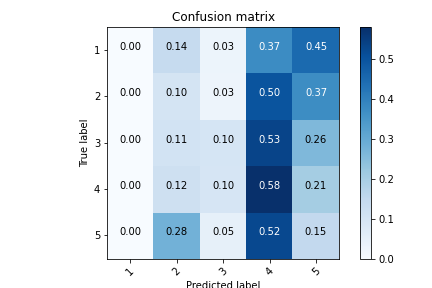 Confusion matrix
True label
1 0.00 0.14 0.03 0.37 0.45
2 0.00 0.10 0.03 0.50 0.37
3 0.00 0.11 0.10 0.53 0.26
4 0.00 0.12 0.10 0.58 0.21
5 0.00 0.28 0.05 0.52 0.15
1 2 3 4 5
Predicted label
0.5
0.4
0.3
0.2
0.1
0.0